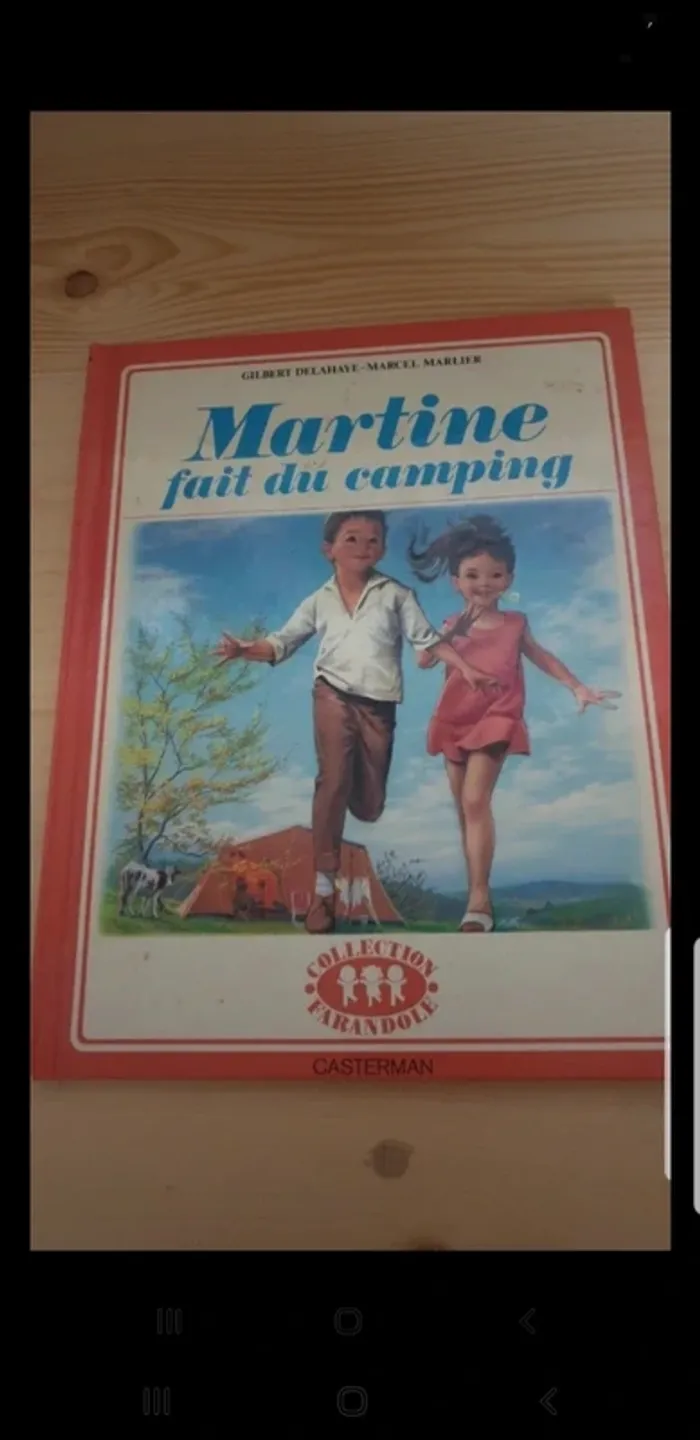 GILBERT DELAHAYE - MARCEL MARLIER
Martine
fait du camping
COLLECTION
FARANDOLE
CASTERMAN